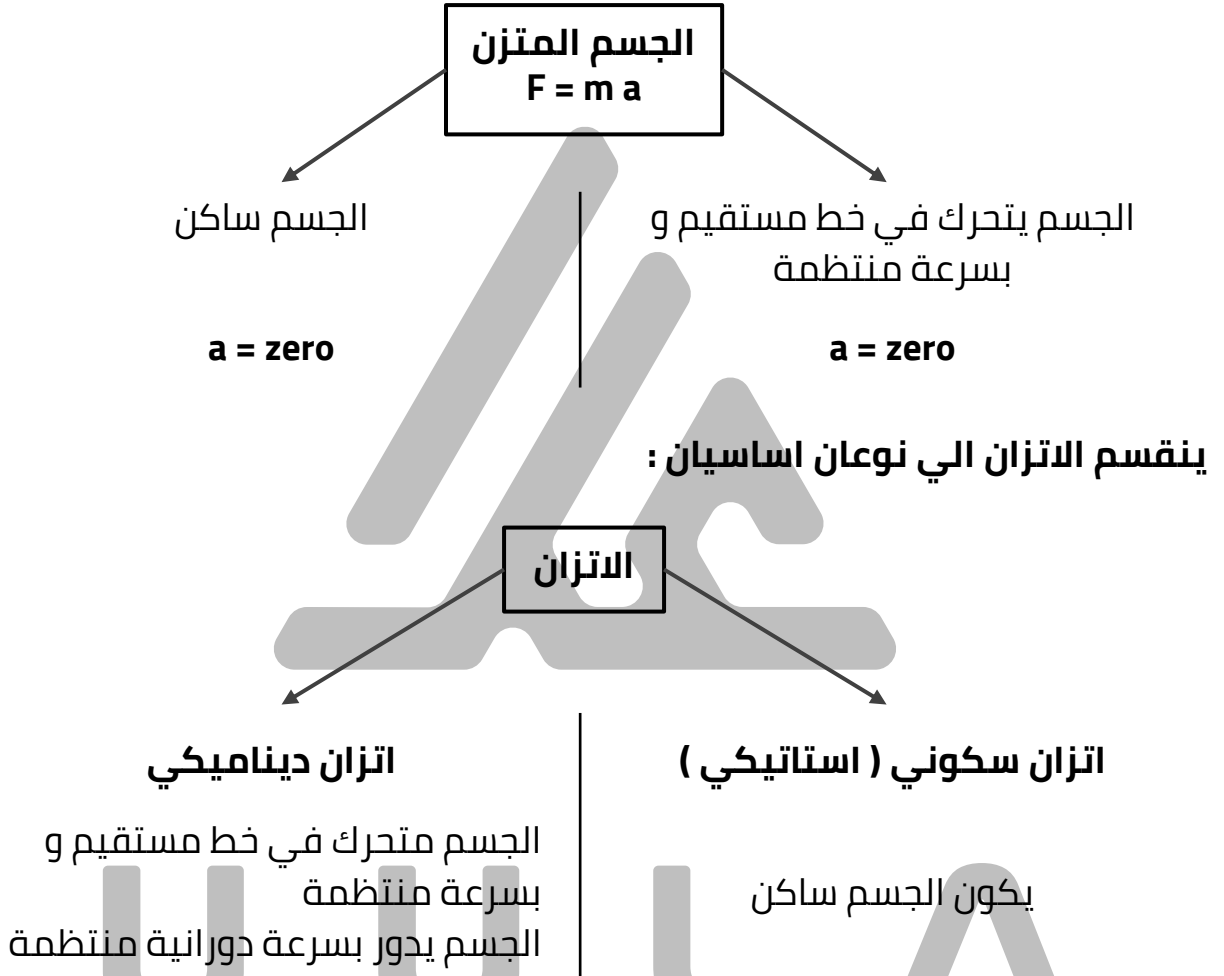 الجسم المتزن
F = m a
الجسم يتحرك في خط مستقيم و
بسرعة منتظمة
a = zero
الجسم ساكن
a = zero
ينقسم الاتزان الي نوعان اساسيان :
الاتزان
اتزان سكوني ( استاتيكي )
يكون الجسم ساكن
اتزان ديناميكي
الجسم متحرك في خط مستقيم و
بسرعة منتظمة
الجسم يدور بسرعة دورانية منتظمة